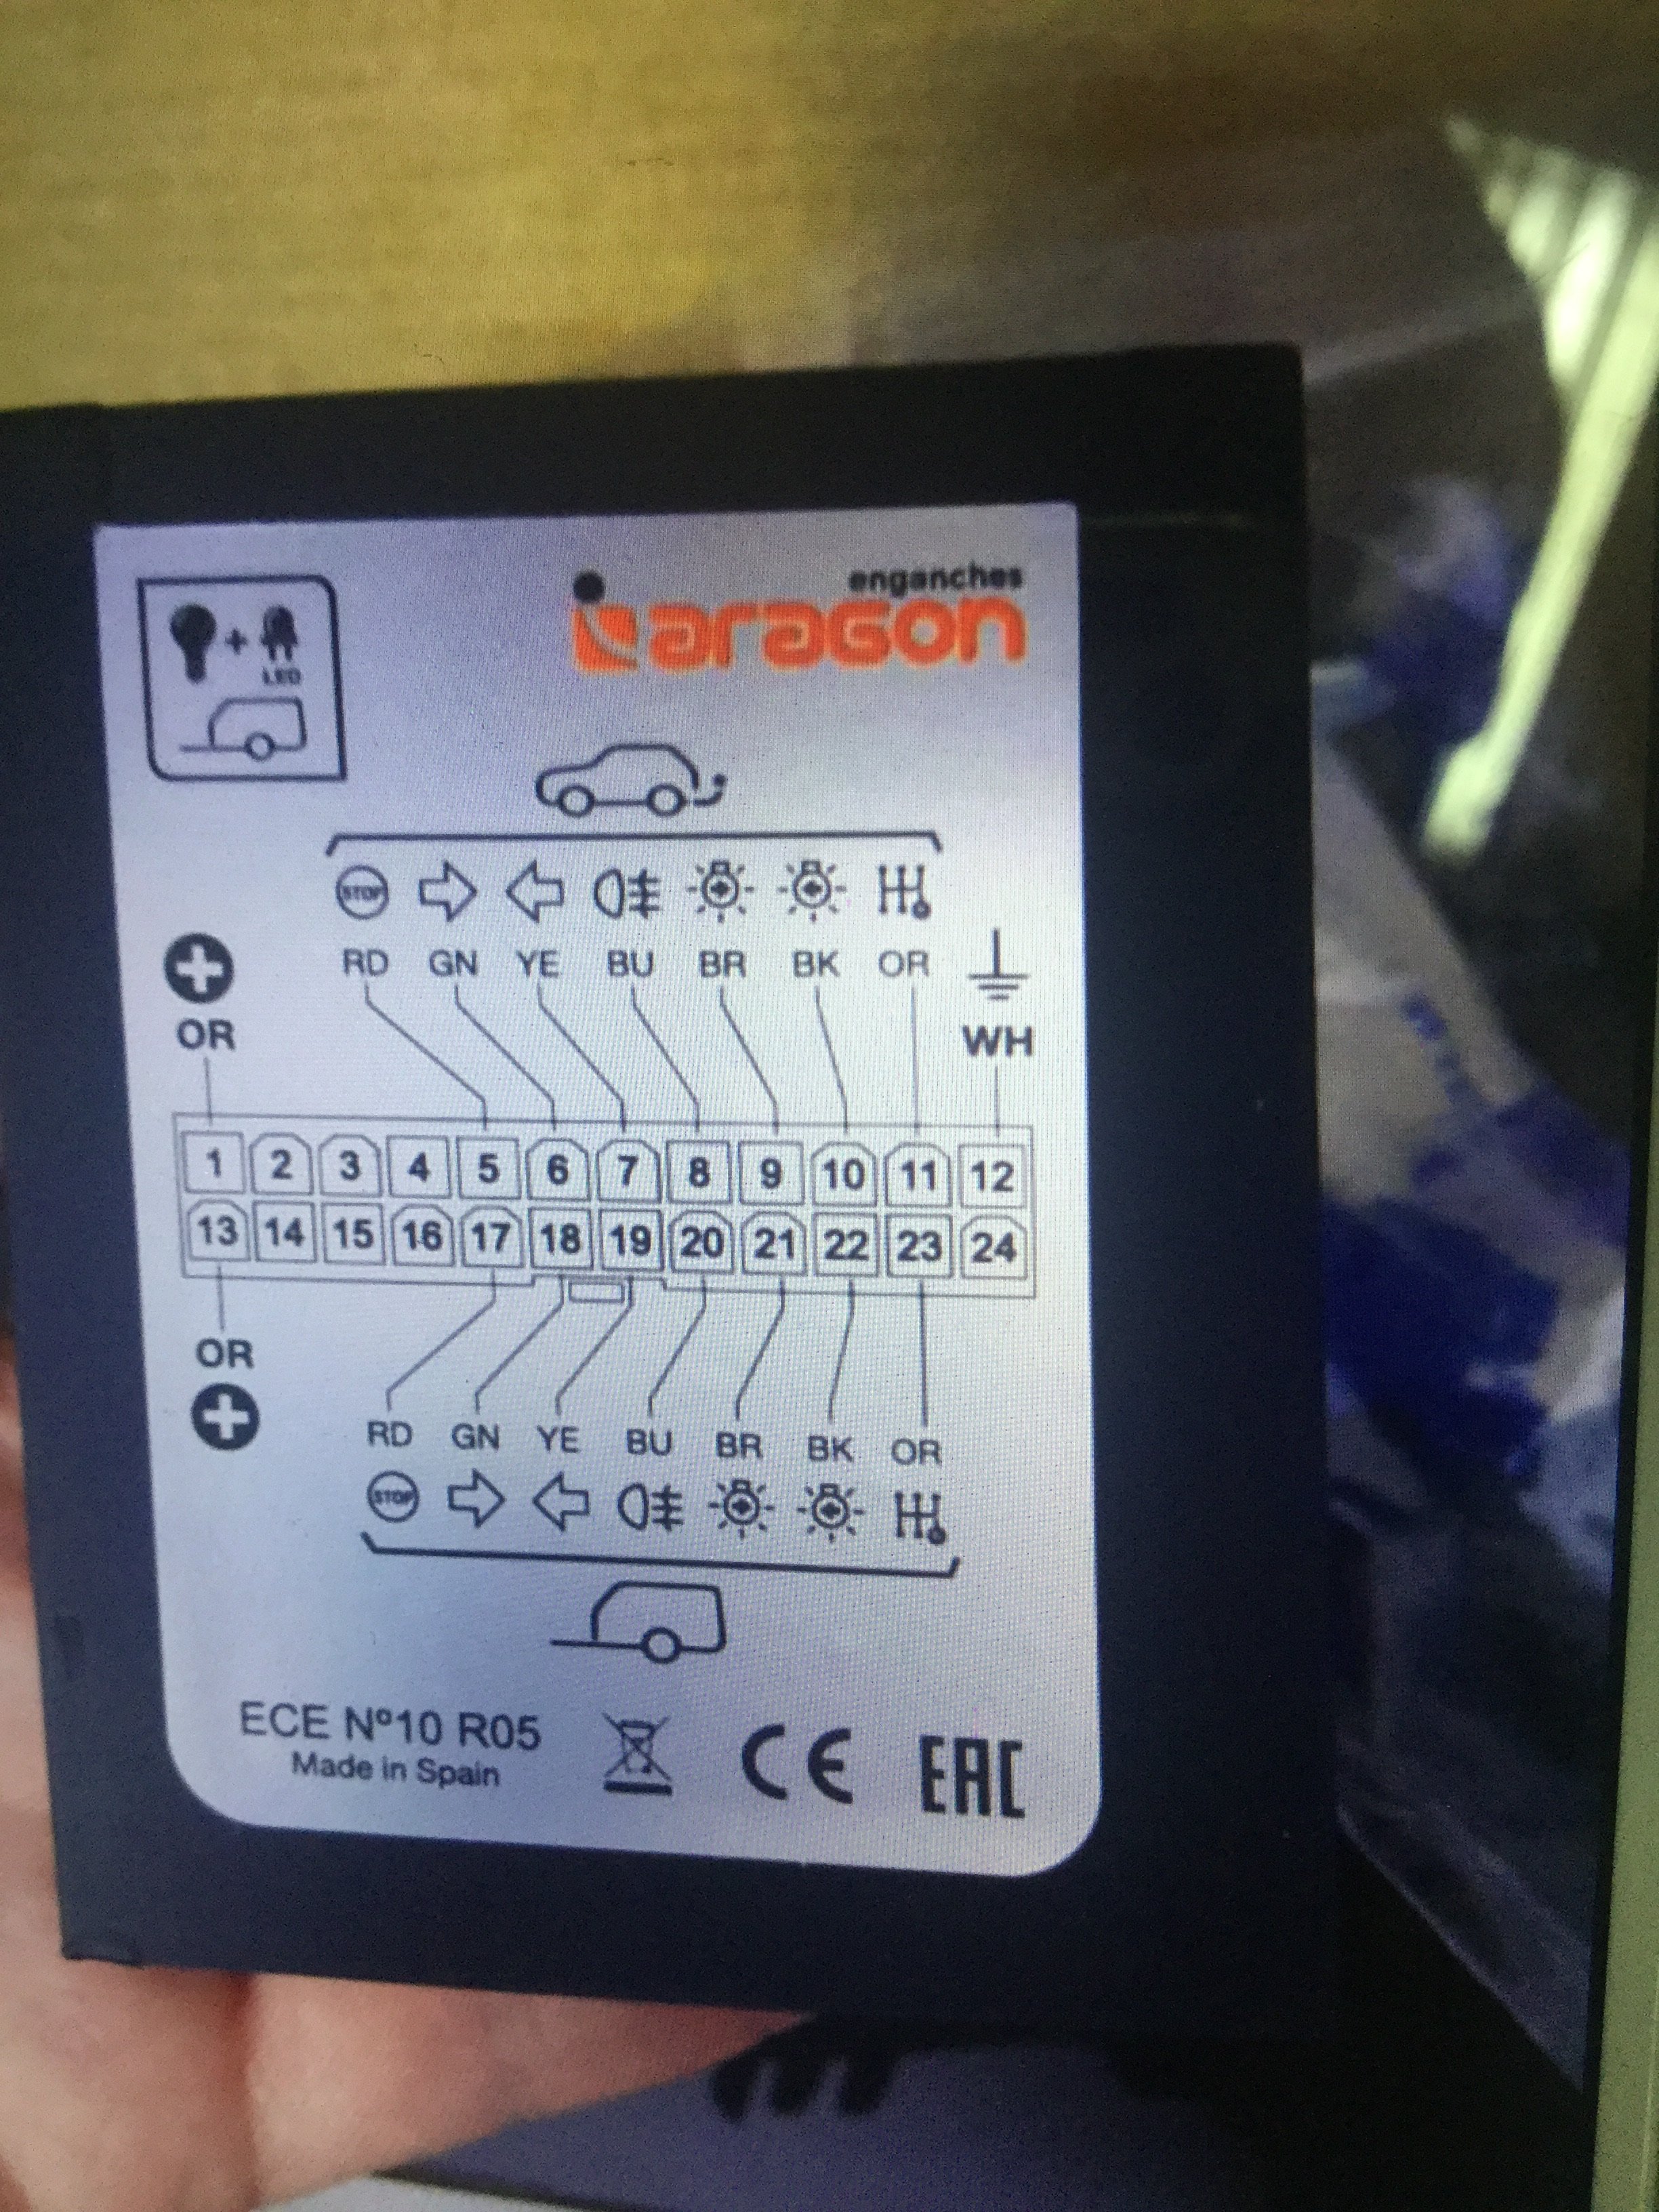 enganches
aragon
+
LED
STOP
RD GN YE BU BR BK OR
OR
WH
1 2 3 4 5 6 7 8 9 10 11 12
13 14 15 16 17 18 19 20 21 22 23 24
OR
RD GN YE BU BR BK OR
STOP
ECE Nº10 R05
Made in Spain
CE EAC